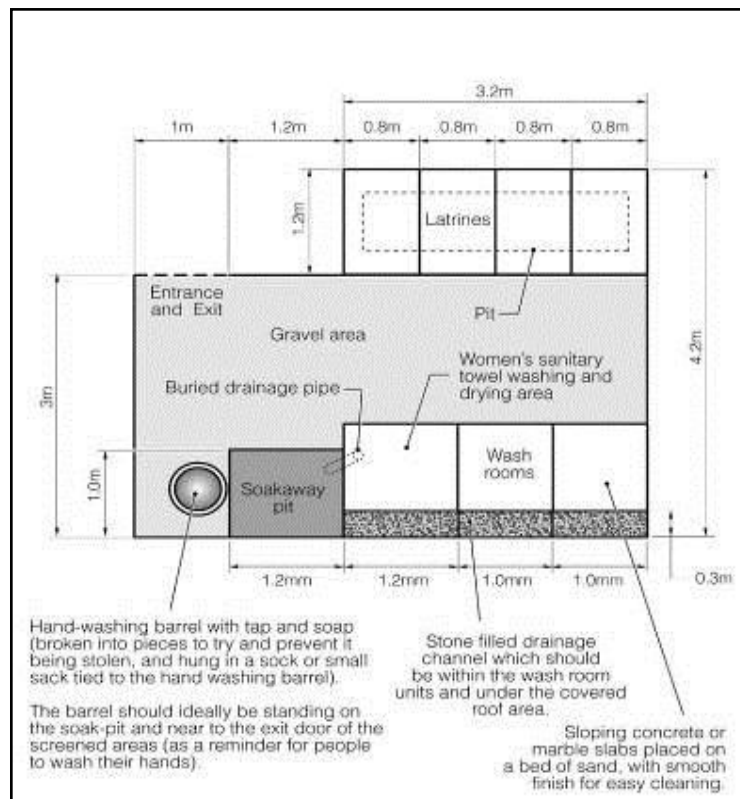 3.2m
1m
1.2m
0.8m
0.8m
0.8m
0.8m
1.2m
Latrines
Entrance
and Exit
Pit
Gravel area
4.2m
3m
Women's sanitary
towel washing and
drying area
Buried drainage pipe
1.0m
Wash
rooms
Soakaway
pit
1.2mm
1.2mm
1.0mm
1.0mm
0.3m
Hand-washing barrel with tap and soap
(broken into pieces to try and prevent it
being stolen, and hung in a sock or small
sack tied to the hand washing barrel).
The barrel should ideally be standing on
the soak-pit and near to the exit door of the
screened areas (as a reminder for people
to wash their hands).
Stone filled drainage
channel which should
be within the wash room
units and under the covered
roof area.
Sloping concrete or
marble slabs placed on
a bed of sand, with smooth
finish for easy cleaning.